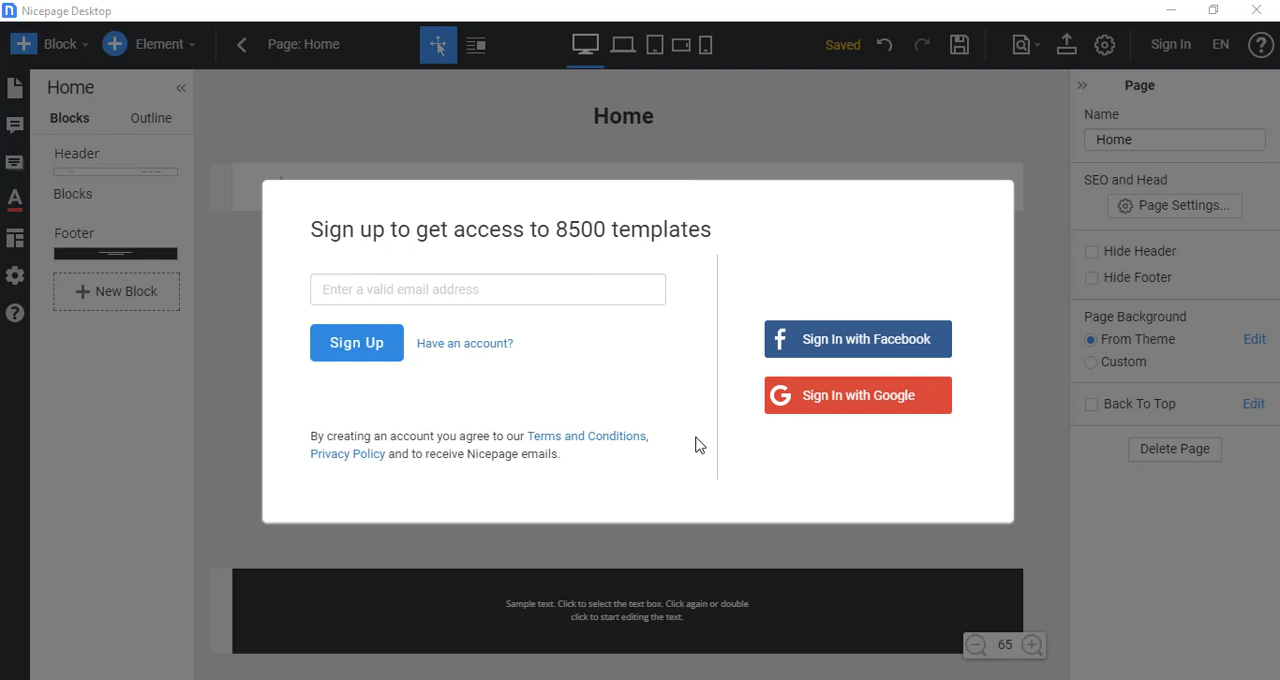 Nicepage Desktop
Block
Element
Page: Home
Saved
Sign In
EN
Home
Blocks
Outline
Header
Blocks
Footer
New Block
Home
Sign up to get access to 8500 templates
Enter a valid email address
Sign Up
Have an account?
Sign In with Facebook
Sign In with Google
By creating an account you agree to our Terms and Conditions,
Privacy Policy and to receive Nicepage emails.
Sample text. Click to select the text box. Click again or double
click to start editing the text.
65
Page
Name
Home
SEO and Head
Page Settings...
Hide Header
Hide Footer
Page Background
From Theme
Edit
Custom
Back To Top
Edit
Delete Page